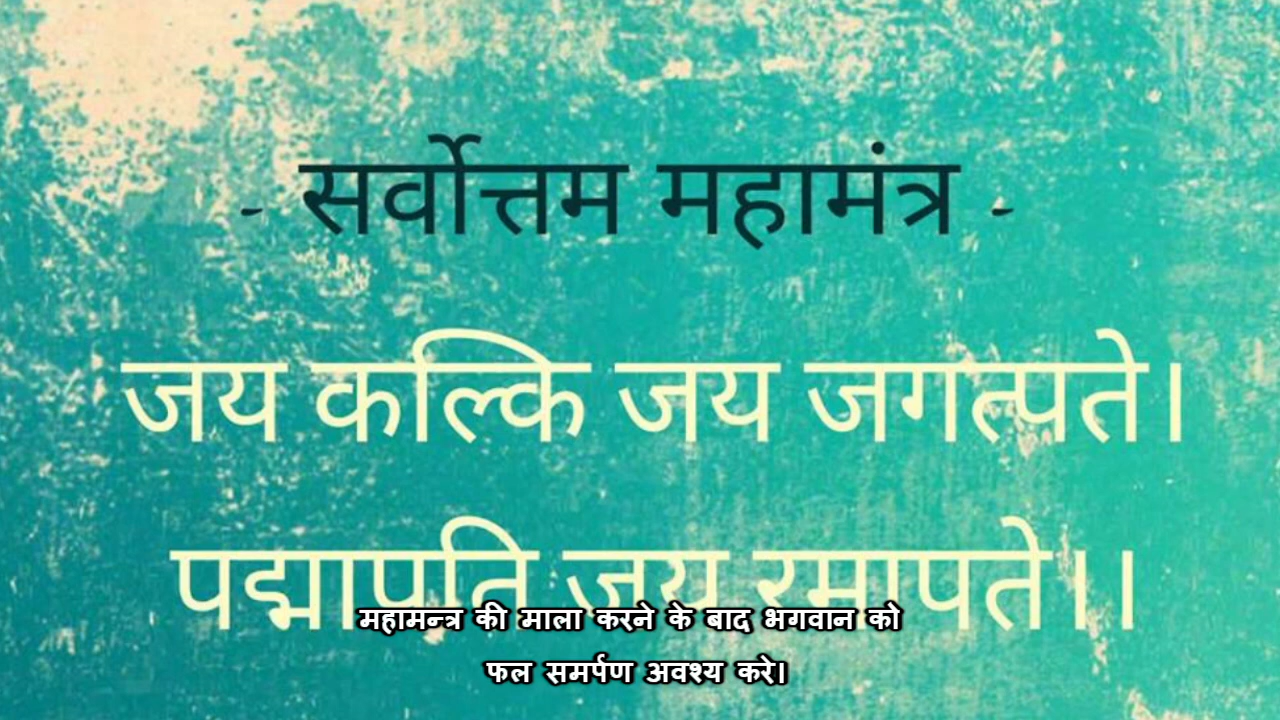 - सर्वोत्तम महामंत्र -
जय कल्कि जय जगत्पते।
पद्मापति जय रमापते।।
महामन्त्र की माला करने के बाद भगवान को
फल समर्पण अवश्य करे।